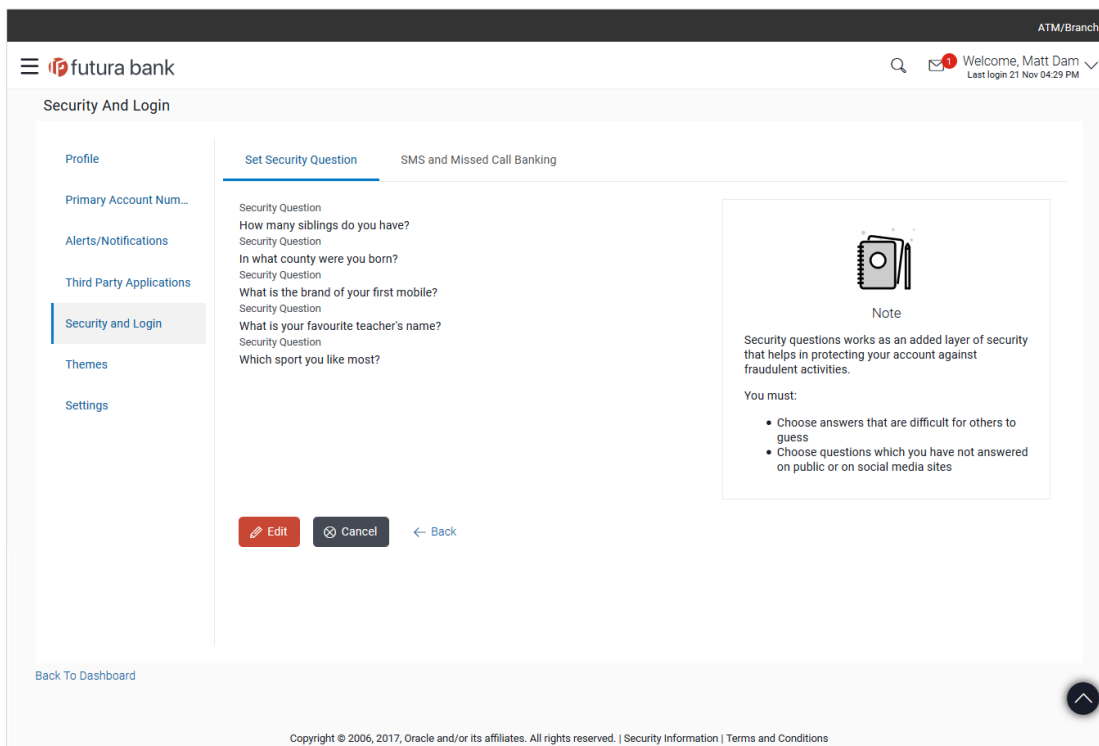 ATM/Branch
futura bank
1
Welcome, Matt Dam
Last login 21 Nov 04:29 PM
Security And Login
Profile
Primary Account Num...
Alerts/Notifications
Third Party Applications
Security and Login
Themes
Settings
Set Security Question
SMS and Missed Call Banking
Security Question
How many siblings do you have?
Security Question
In what county were you born?
Security Question
What is the brand of your first mobile?
Security Question
What is your favourite teacher's name?
Security Question
Which sport you like most?
Note
Security questions works as an added layer of security
that helps in protecting your account against
fraudulent activities.
You must:
• Choose answers that are difficult for others to
guess
• Choose questions which you have not answered
on public or on social media sites
Edit
Cancel
Back
Back To Dashboard
Copyright © 2006, 2017, Oracle and/or its affiliates. All rights reserved. | Security Information | Terms and Conditions